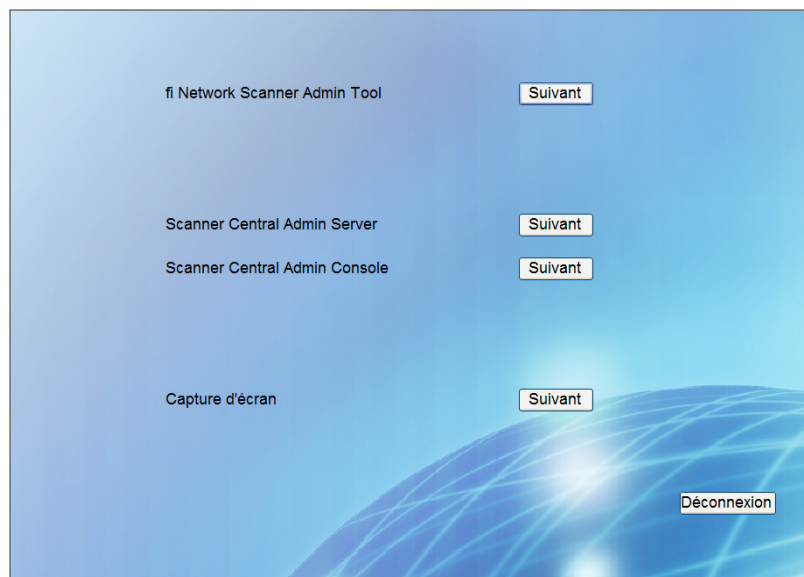 fi Network Scanner Admin Tool Suivant
Scanner Central Admin Server Suivant
Scanner Central Admin Console Suivant
Capture d'écran Suivant
Déconnexion